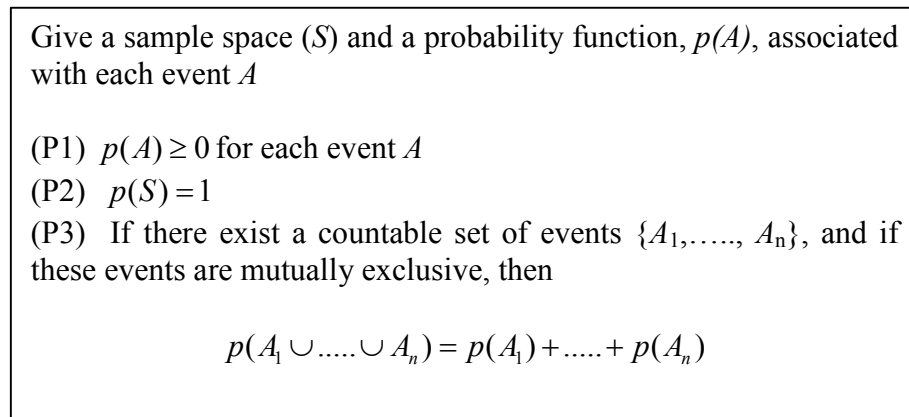 Give a sample space (S) and a probability function, p(A), associated
with each event A
(P1) p(A) ≥ 0 for each event A
(P2) p(S) = 1
(P3) If there exist a countable set of events {A₁,….., Aₙ}, and if
these events are mutually exclusive, then
p(A₁ ∪ ..... ∪ Aₙ) = p(A₁) + ..... + p(Aₙ)